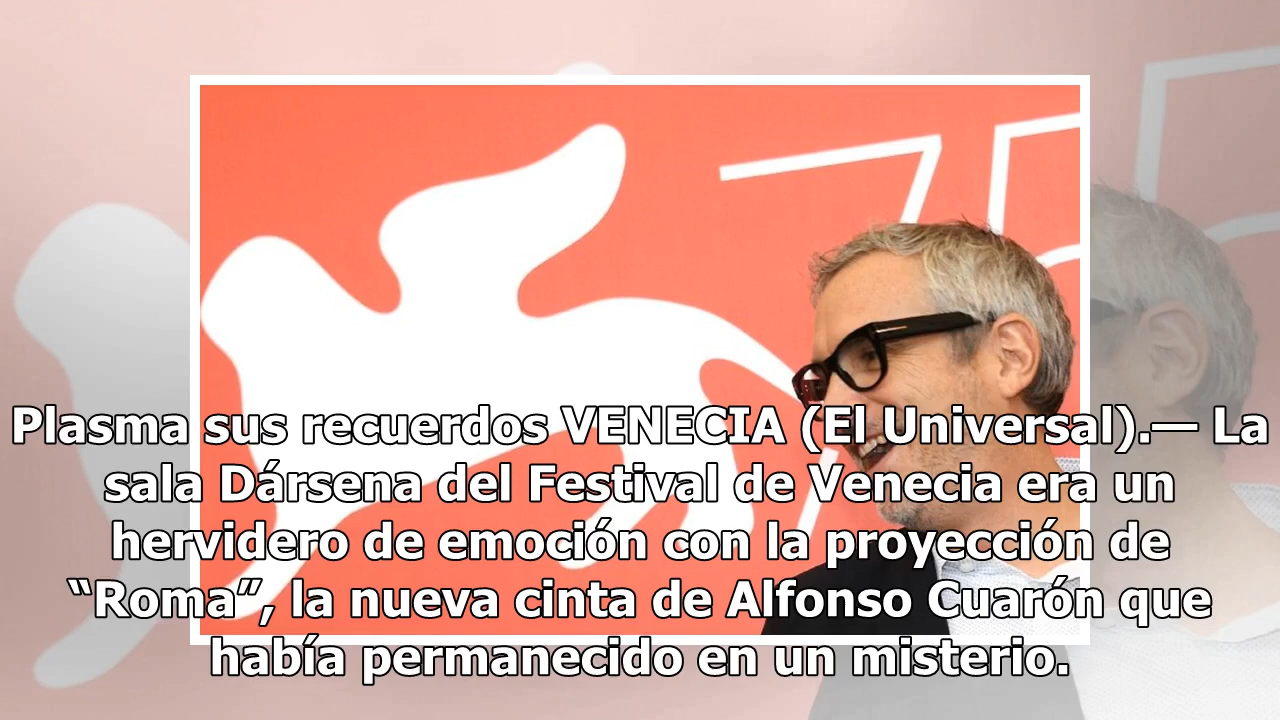 75
Plasma sus recuerdos VENECIA (El Universal).— La
sala Dársena del Festival de Venecia era un
hervidero de emoción con la proyección de
“Roma”, la nueva cinta de Alfonso Cuarón que
había permanecido en un misterio.